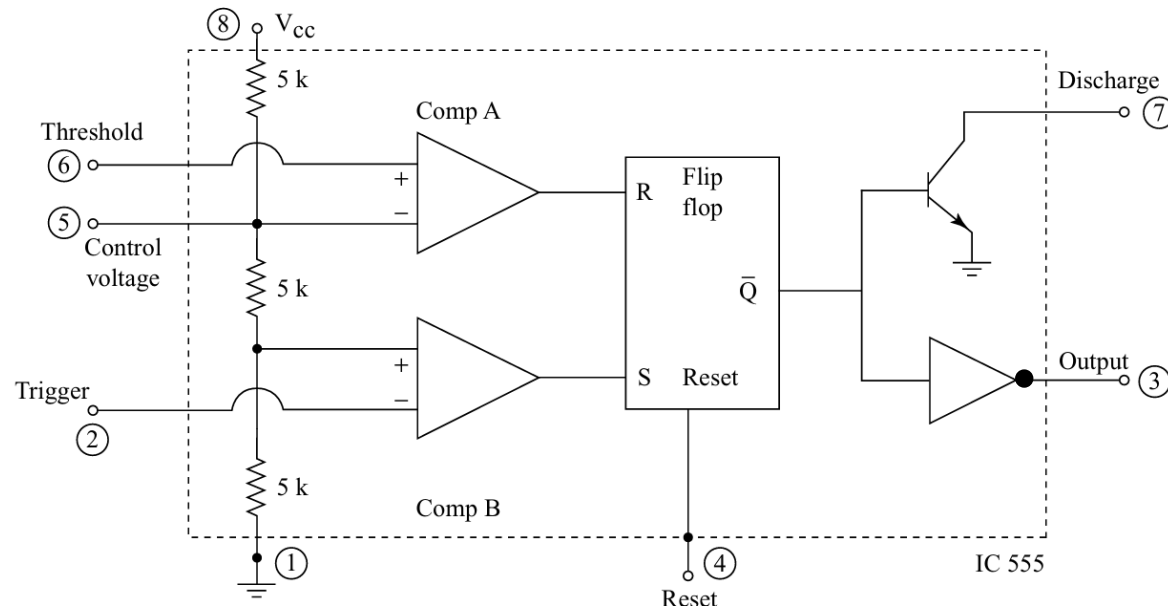 ⑧ Vcc
5 k
Discharge
⑦
Comp A
Threshold
⑥
+
−
R
Flip
flop
⑤
Control
voltage
5 k
Q̄
+
−
S
Reset
Output
③
Trigger
②
5 k
Comp B
①
④
IC 555
Reset